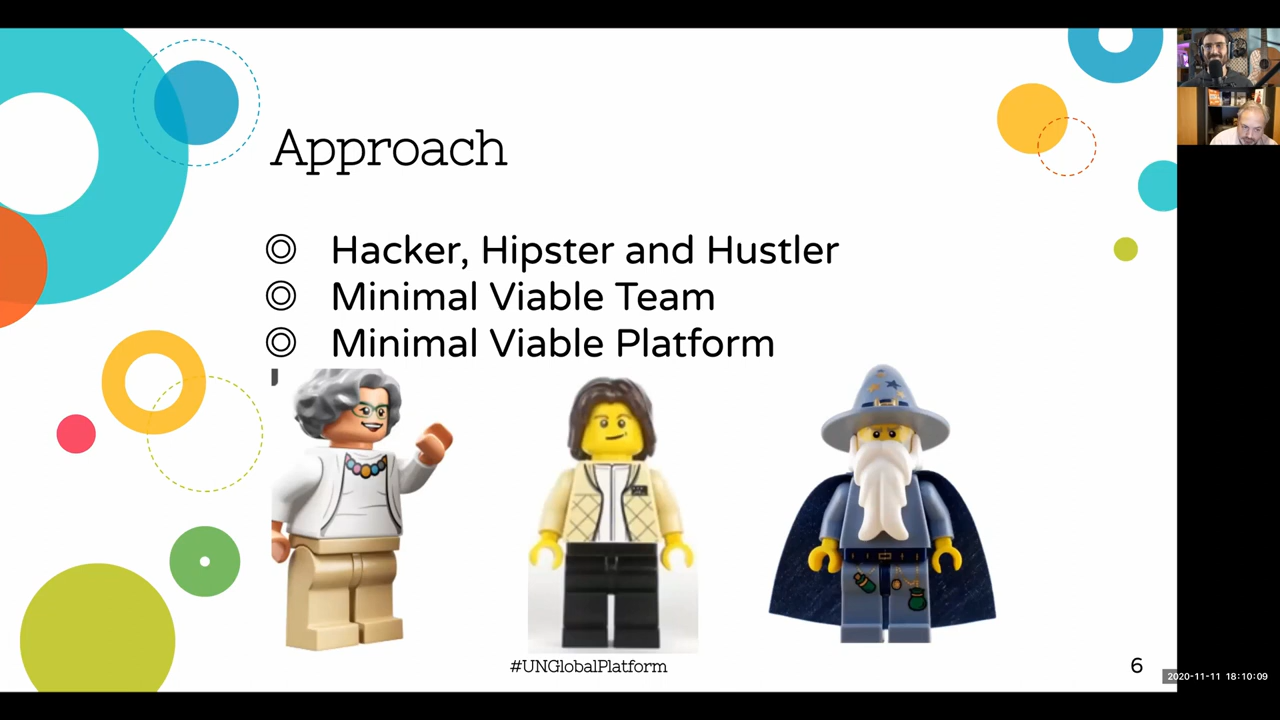 Approach
Hacker, Hipster and Hustler
Minimal Viable Team
Minimal Viable Platform
#UNGlobalPlatform
6
2020-11-11 18:10:09